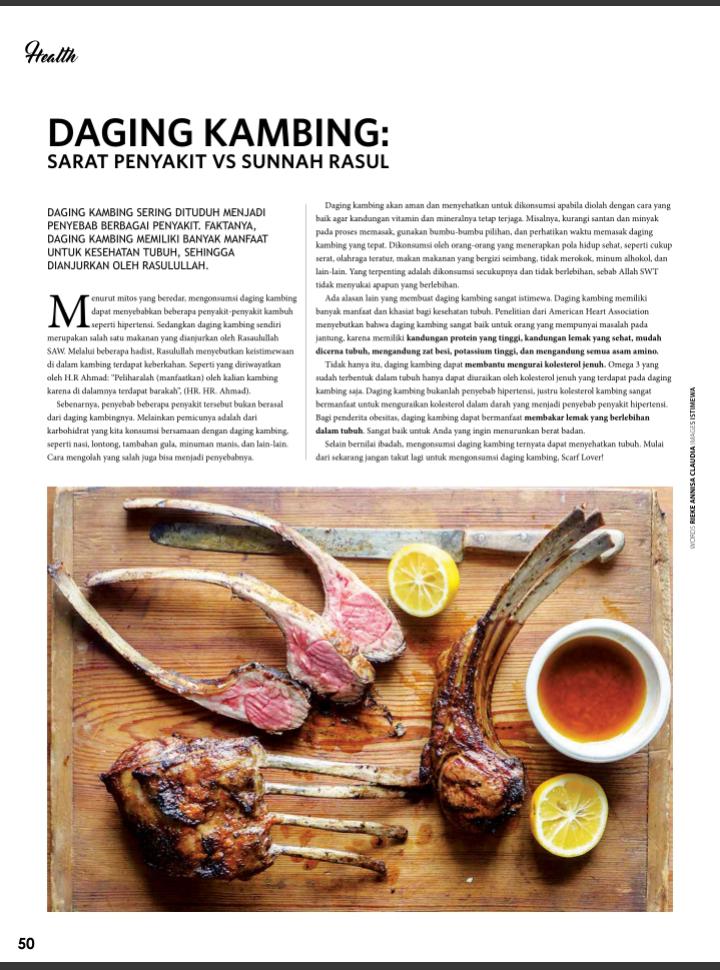 Health
DAGING KAMBING:
SARAT PENYAKIT VS SUNNAH RASUL
DAGING KAMBING SERING DITUDUH MENJADI
PENYEBAB BERBAGAI PENYAKIT. FAKTANYA,
DAGING KAMBING MEMILIKI BANYAK MANFAAT
UNTUK KESEHATAN TUBUH, SEHINGGA
DIANJURKAN OLEH RASULULLAH.
Menurut mitos yang beredar, mengonsumsi daging kambing
dapat menyebabkan beberapa penyakit-penyakit kambuh
seperti hipertensi. Sedangkan daging kambing sendiri
merupakan salah satu makanan yang dianjurkan oleh Rasaulullah
SAW. Melalui beberapa hadist, Rasulullah menyebutkan keistimewaan
di dalam kambing terdapat keberkahan. Seperti yang diriwayatkan
oleh H.R Ahmad: "Peliharalah (manfaatkan) oleh kalian kambing
karena di dalamnya terdapat barakah", (HR. HR. Ahmad).
Sebenarnya, penyebab beberapa penyakit tersebut bukan berasal
dari daging kambingnya. Melainkan pemicunya adalah dari
karbohidrat yang kita konsumsi bersamaan dengan daging kambing,
seperti nasi, lontong, tambahan gula, minuman manis, dan lain-lain.
Cara mengolah yang salah juga bisa menjadi penyebabnya.
Daging kambing akan aman dan menyehatkan untuk dikonsumsi apabila diolah dengan cara yang
baik agar kandungan vitamin dan mineralnya tetap terjaga. Misalnya, kurangi santan dan minyak
pada proses memasak, gunakan bumbu-bumbu pilihan, dan perhatikan waktu memasak daging
kambing yang tepat. Dikonsumsi oleh orang-orang yang menerapkan pola hidup sehat, seperti cukup
serat, olahraga teratur, makan makanan yang bergizi seimbang, tidak merokok, minum alkohol, dan
lain-lain. Yang terpenting adalah dikonsumsi secukupnya dan tidak berlebihan, sebab Allah SWT
tidak menyukai apapun yang berlebihan.
Ada alasan lain yang membuat daging kambing sangat istimewa. Daging kambing memiliki
banyak manfaat dan khasiat bagi kesehatan tubuh. Penelitian dari American Heart Association
menyebutkan bahwa daging kambing sangat baik untuk orang yang mempunyai masalah pada
jantung, karena memiliki kandungan protein yang tinggi, kandungan lemak yang sehat, mudah
dicerna tubuh, mengandung zat besi, potassium tinggi, dan mengandung semua asam amino.
Tidak hanya itu, daging kambing dapat membantu mengurai kolesterol jenuh. Omega 3 yang
sudah terbentuk dalam tubuh hanya dapat diuraikan oleh kolesterol jenuh yang terdapat pada daging
kambing saja. Daging kambing bukanlah penyebab hipertensi, justru kolesterol kambing sangat
bermanfaat untuk menguraikan kolesterol dalam darah yang menjadi penyebab penyakit hipertensi.
Bagi penderita obesitas, daging kambing dapat bermanfaat membakar lemak yang berlebihan
dalam tubuh. Sangat baik untuk Anda yang ingin menurunkan berat badan.
Selain bernilai ibadah, mengonsumsi daging kambing ternyata dapat menyehatkan tubuh. Mulai
dari sekarang jangan takut lagi untuk mengonsumsi daging kambing, Scarf Lover!
WORDS RIEKE ANNISA CLAUDIA IMAGES ISTIMEWA
50